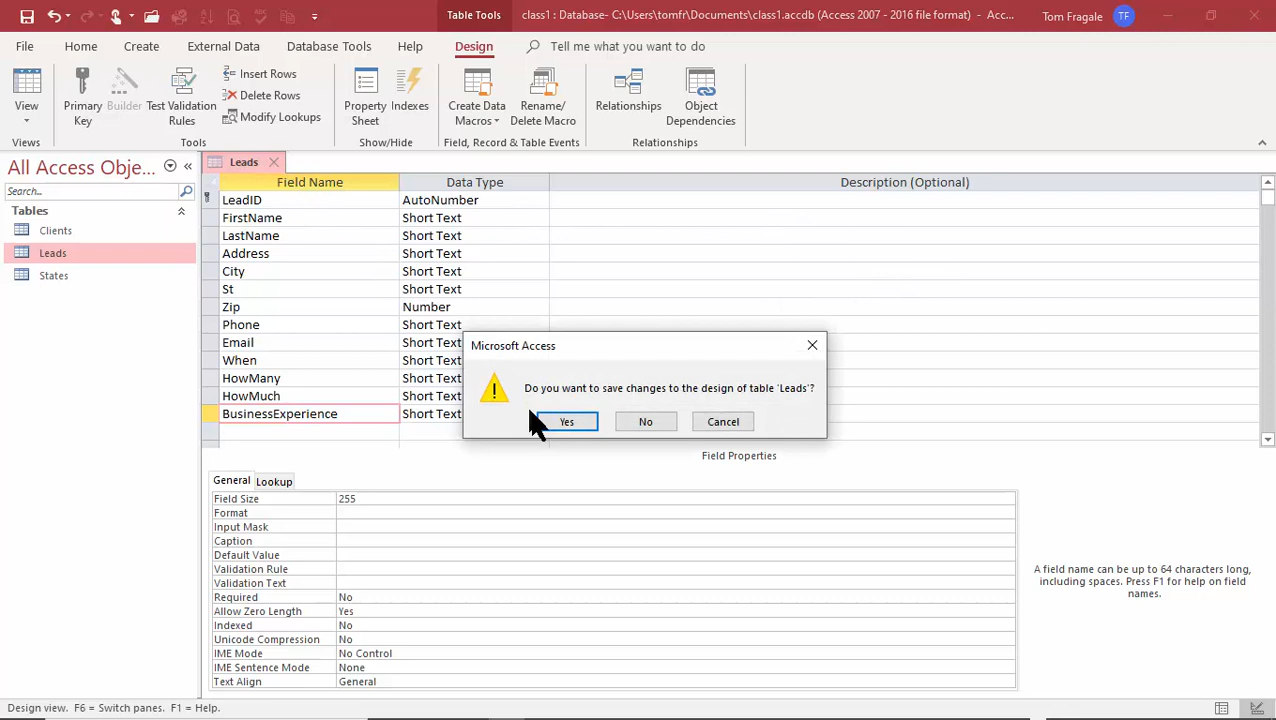 Table Tools
class1 : Database- C:\Users\tomfr\Documents\class1.accdb (Access 2007 - 2016 file format) - Acc...
Tom Fragale
TF
File
Home
Create
External Data
Database Tools
Help
Design
Tell me what you want to do
View
Primary Key
Builder
Test Validation Rules
Insert Rows
Delete Rows
Modify Lookups
Property Sheet
Indexes
Create Data Macros
Rename/ Delete Macro
Relationships
Object Dependencies
Views
Tools
Show/Hide
Field, Record & Table Events
Relationships
All Access Obje...
Search...
Tables
Clients
Leads
States
Leads
Field Name Data Type Description (Optional)
LeadID AutoNumber
FirstName Short Text
LastName Short Text
Address Short Text
City Short Text
St Short Text
Zip Number
Phone Short Text
Email Short Text
When Short Text
HowMany Short Text
HowMuch Short Text
BusinessExperience Short Text
Microsoft Access
Do you want to save changes to the design of table 'Leads'?
Yes No Cancel
Field Properties
General Lookup
Field Size 255
Format
Input Mask
Caption
Default Value
Validation Rule
Validation Text
Required No
Allow Zero Length Yes
Indexed No
Unicode Compression No
IME Mode No Control
IME Sentence Mode None
Text Align General
A field name can be up to 64 characters long,
including spaces. Press F1 for help on field
names.
Design view. F6 = Switch panes. F1 = Help.